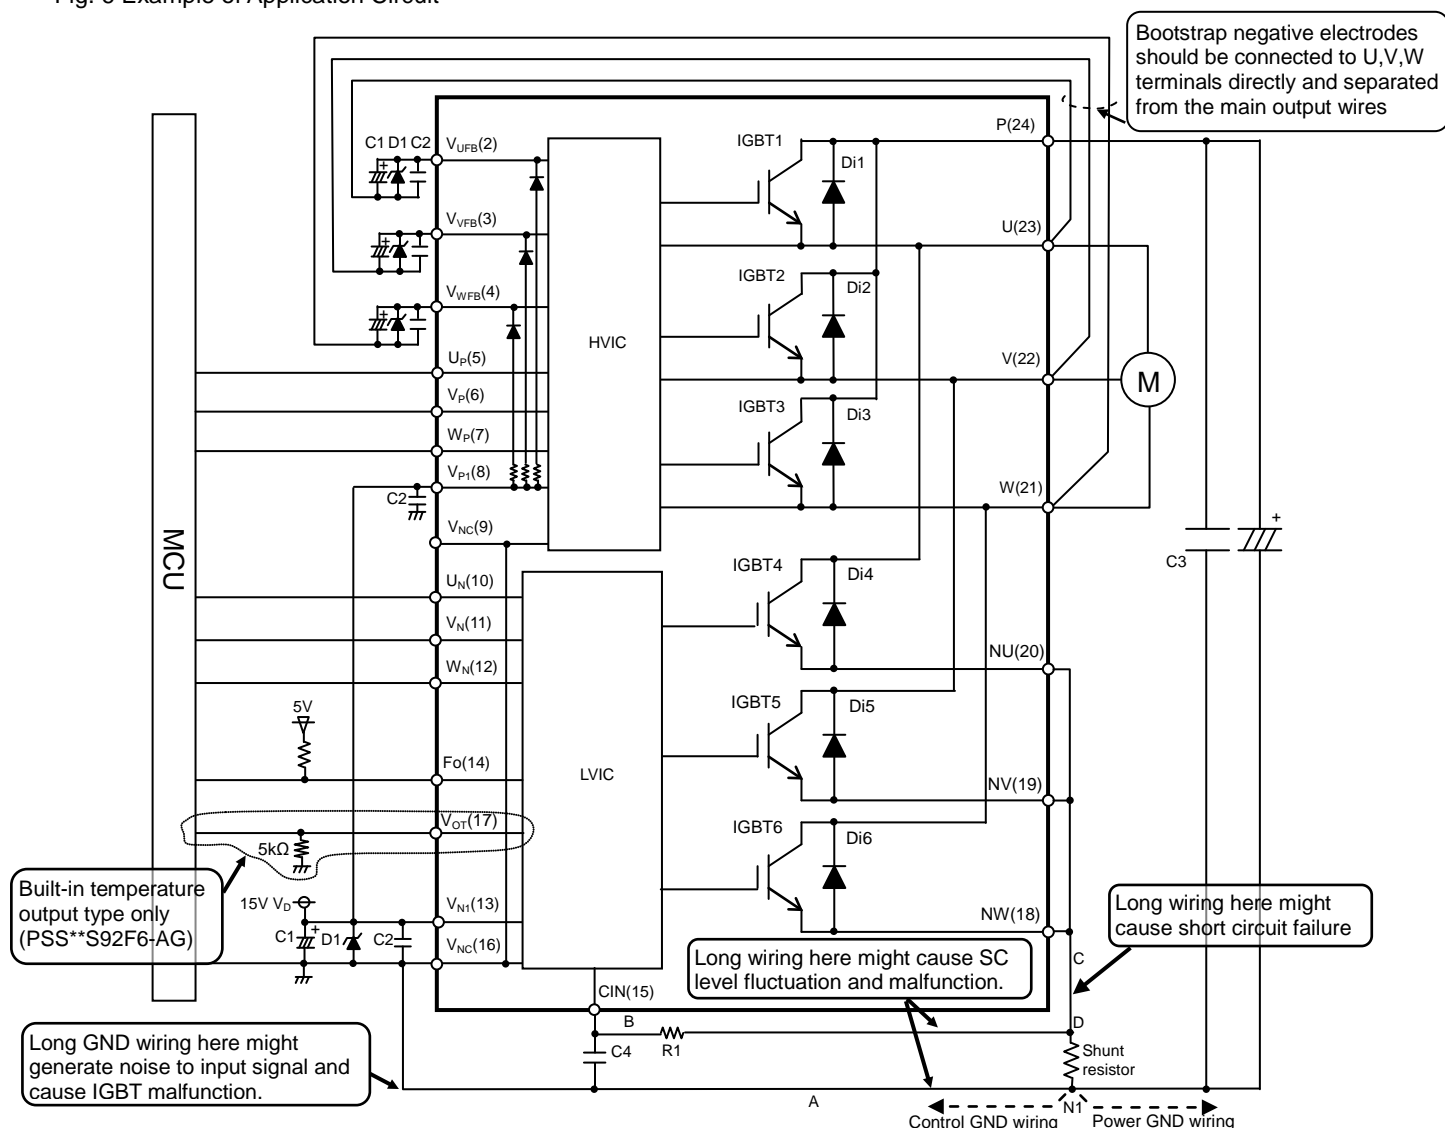 Fig. 8 Example of Application Circuit
Bootstrap negative electrodes
should be connected to U,V,W
terminals directly and separated
from the main output wires
C1 D1 C2
+
VUFB(2)
IGBT1
Di1
P(24)
+
VVFB(3)
U(23)
IGBT2
Di2
+
VWFB(4)
HVIC
UP(5)
V(22)
M
VP(6)
IGBT3
Di3
WP(7)
VP1(8)
C2
W(21)
+
VNC(9)
MCU
C3
IGBT4
Di4
UN(10)
VN(11)
WN(12)
NU(20)
5V
IGBT5
Di5
Fo(14)
LVIC
NV(19)
VOT(17)
5kΩ
IGBT6
Di6
Built-in temperature
output type only
(PSS**S92F6-AG)
15V VD
VN1(13)
NW(18)
Long wiring here might
cause short circuit failure
C1
+
D1
C2
VNC(16)
Long wiring here might cause SC
level fluctuation and malfunction.
C
CIN(15)
B
D
R1
C4
Shunt
resistor
Long GND wiring here might
generate noise to input signal and
cause IGBT malfunction.
A
N1
Control GND wiring
Power GND wiring